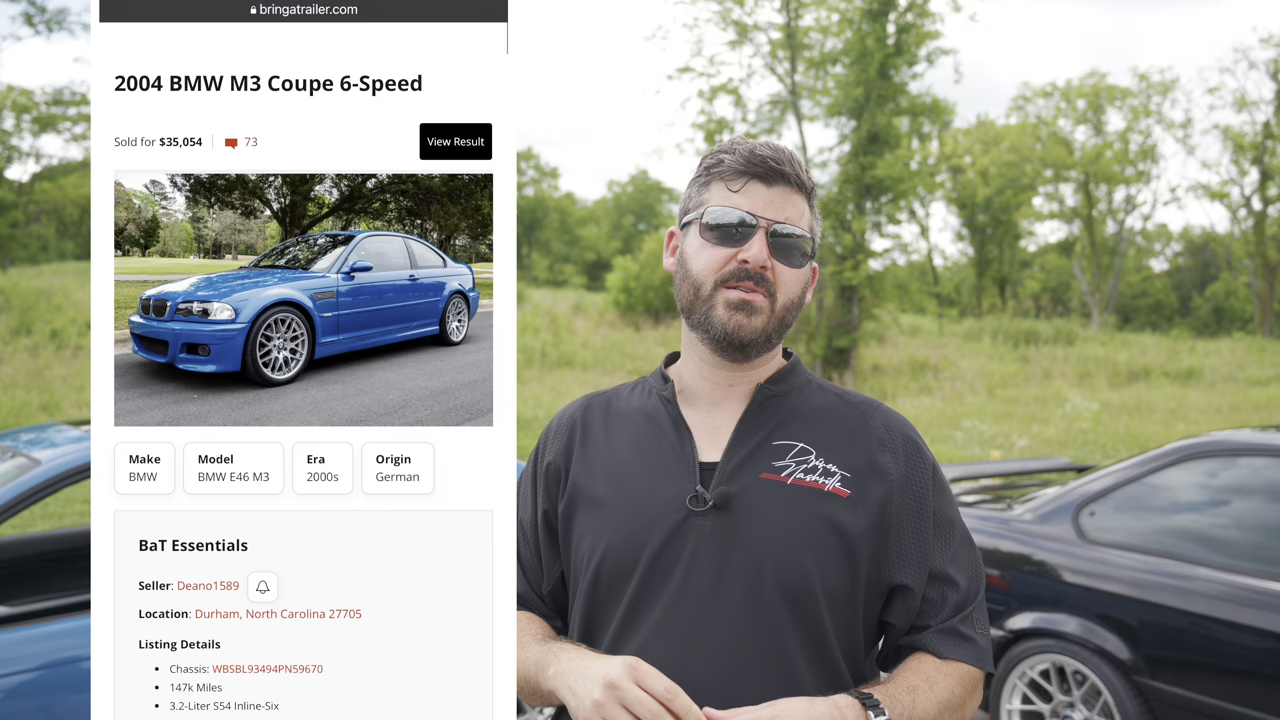 bringatrailer.com
2004 BMW M3 Coupe 6-Speed
Sold for $35,054
73
View Result
Make
BMW
Model
BMW E46 M3
Era
2000s
Origin
German
BaT Essentials
Seller: Deano1589
Location: Durham, North Carolina 27705
Listing Details
Chassis: WBSBL93494PN59670
147k Miles
3.2-Liter S54 Inline-Six
Driven
Nashville